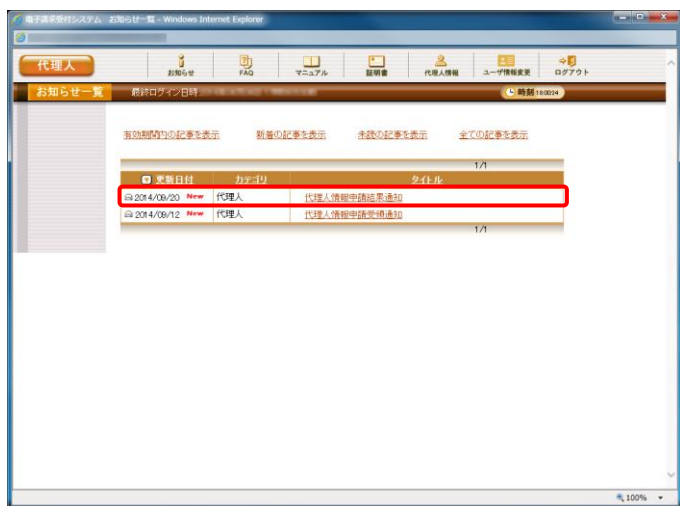 電子請求受付システム お知らせ一覧 - Windows Internet Explorer
代理人
お知らせ FAQ マニュアル 証明書 代理人情報 ユーザ情報変更 ログアウト
お知らせ一覧 最終ログイン日時 時刻
有効期間内の記事を表示 新着の記事を表示 未読の記事を表示 全ての記事を表示
1/1
更新日付 カテゴリ タイトル
2014/09/20 New 代理人 代理人情報申請結果通知
2014/09/12 New 代理人 代理人情報申請受領通知
1/1
100%